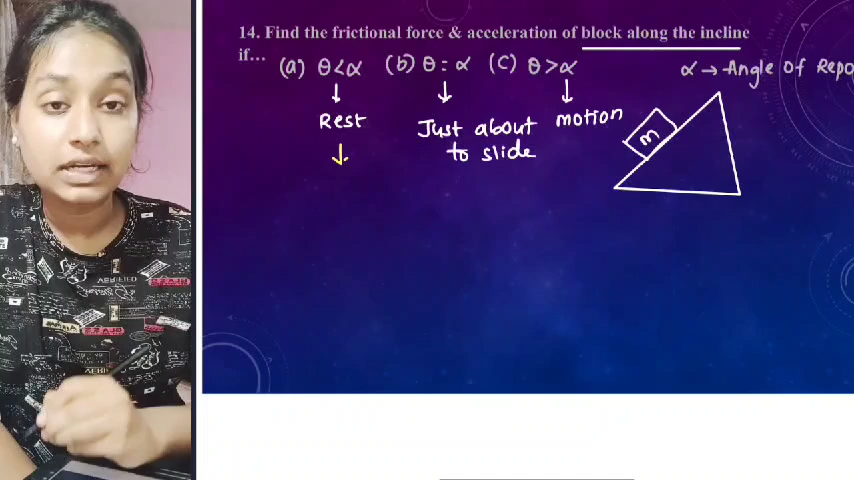 14. Find the frictional force & acceleration of block along the incline
if...
(a) θ<α (b) θ = α (c) θ >α α → Angle of Repo
Rest Just about motion
to slide
m